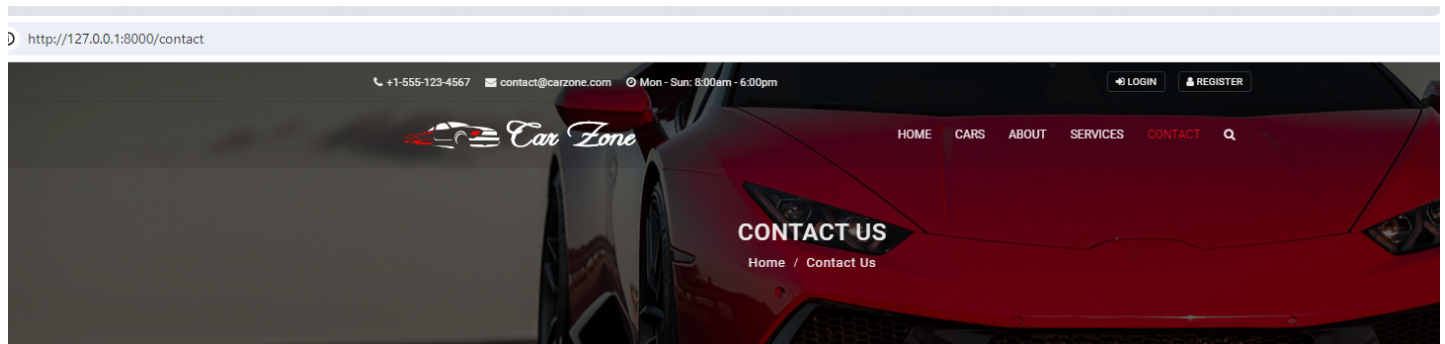 http://127.0.0.1:8000/contact
+1-555-123-4567 contact@carzone.com Mon - Sun: 8:00am - 6:00pm LOGIN REGISTER
Car Zone HOME CARS ABOUT SERVICES CONTACT
CONTACT US
Home / Contact Us